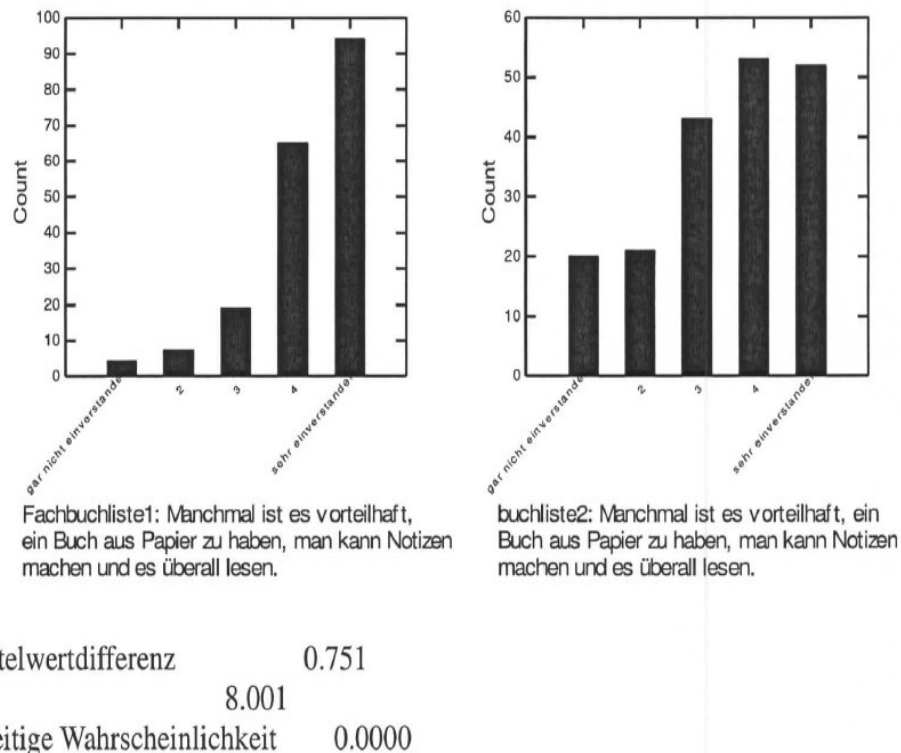 100
90
80
70
60
50
40
30
20
10
0
Count
gar nicht einverstande
2
3
4
sehr einverstande
Fachbuchliste1: Manchmal ist es vorteilhaft,
ein Buch aus Papier zu haben, man kann Notizen
machen und es überall lesen.
60
50
40
30
20
10
0
Count
gar nicht einverstande
2
3
4
sehr einverstande
buchliste2: Manchmal ist es vorteilhaft, ein
Buch aus Papier zu haben, man kann Notizen
machen und es überall lesen.
telwertdifferenz 0.751
8.001
eitige Wahrscheinlichkeit 0.0000